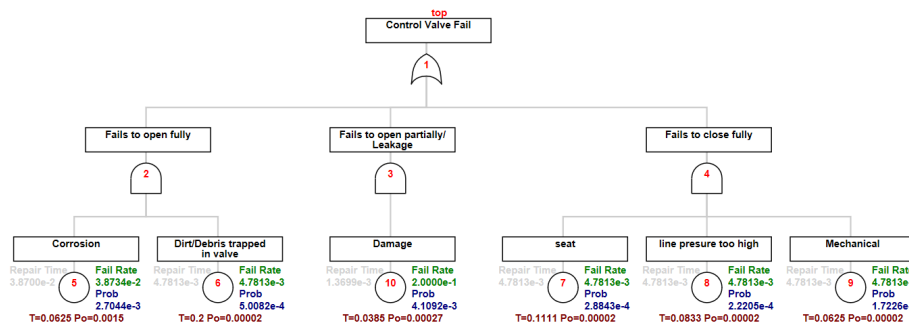 top
Control Valve Fail
1
Fails to open fully
Fails to open partially/
Leakage
Fails to close fully
2
3
4
Corrosion
Dirt/Debris trapped
in valve
Damage
seat
line presure too high
Mechanical
Repair Time
3.8700e-2
5
Fail Rate
3.8734e-2
Prob
2.7044e-3
T=0.0625 Po=0.0015
Repair Time
4.7813e-3
6
Fail Rate
4.7813e-3
Prob
5.0082e-4
T=0.2 Po=0.00002
Repair Time
1.3699e-3
10
Fail Rate
2.0000e-1
Prob
4.1092e-3
T=0.0385 Po=0.00027
Repair Time
4.7813e-3
7
Fail Rate
4.7813e-3
Prob
2.8843e-4
T=0.1111 Po=0.00002
Repair Time
4.7813e-3
8
Fail Rate
4.7813e-3
Prob
2.2205e-4
T=0.0833 Po=0.00002
Repair Time
4.7813e-3
9
Fail Rate
4.7813e-3
Prob
1.7226e-4
T=0.0625 Po=0.00002